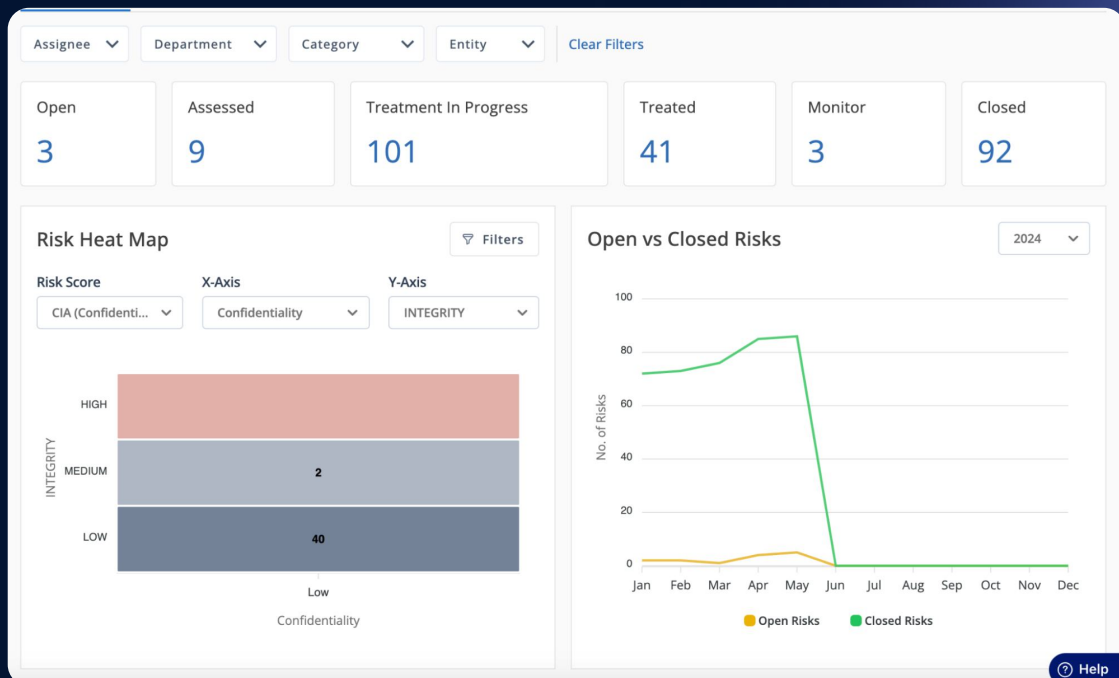 Assignee Department Category Entity Clear Filters
Open Assessed Treatment In Progress Treated Monitor Closed
3 9 101 41 3 92
Risk Heat Map
Filters
Risk Score X-Axis Y-Axis
CIA (Confidenti... Confidentiality INTEGRITY
HIGH
MEDIUM 2
LOW 40
INTEGRITY
Low
Confidentiality
Open vs Closed Risks
2024
100
80
60
40
20
0
No. of Risks
Jan Feb Mar Apr May Jun Jul Aug Sep Oct Nov Dec
Open Risks Closed Risks
? Help